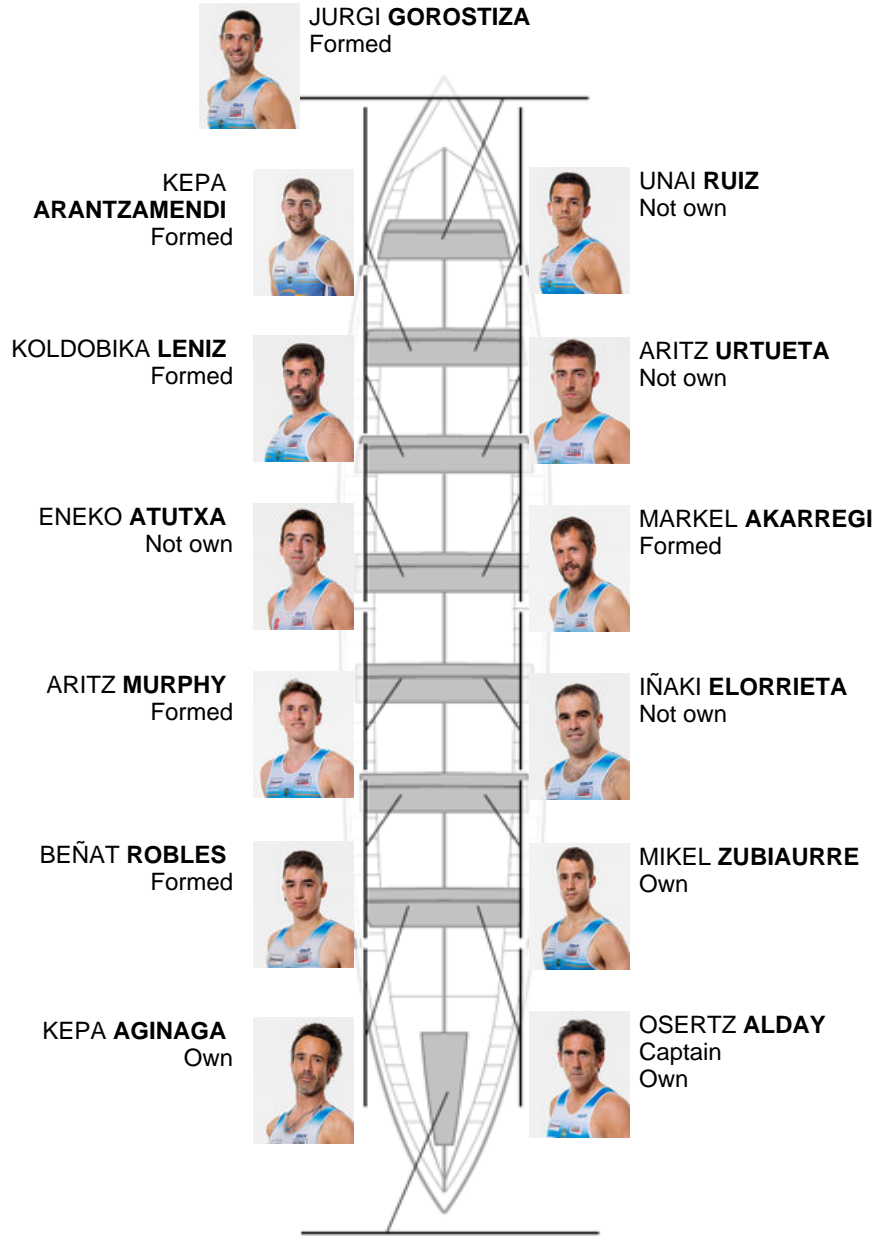 JURGI GOROSTIZA
Formed
KEPA
ARANTZAMENDI
Formed
UNAI RUIZ
Not own
KOLDOBIKA LENIZ
Formed
ARITZ URTUETA
Not own
ENEKO ATUTXA
Not own
MARKEL AKARREGI
Formed
ARITZ MURPHY
Formed
IÑAKI ELORRIETA
Not own
BEÑAT ROBLES
Formed
MIKEL ZUBIAURRE
Own
KEPA AGINAGA
Own
OSERTZ ALDAY
Captain
Own